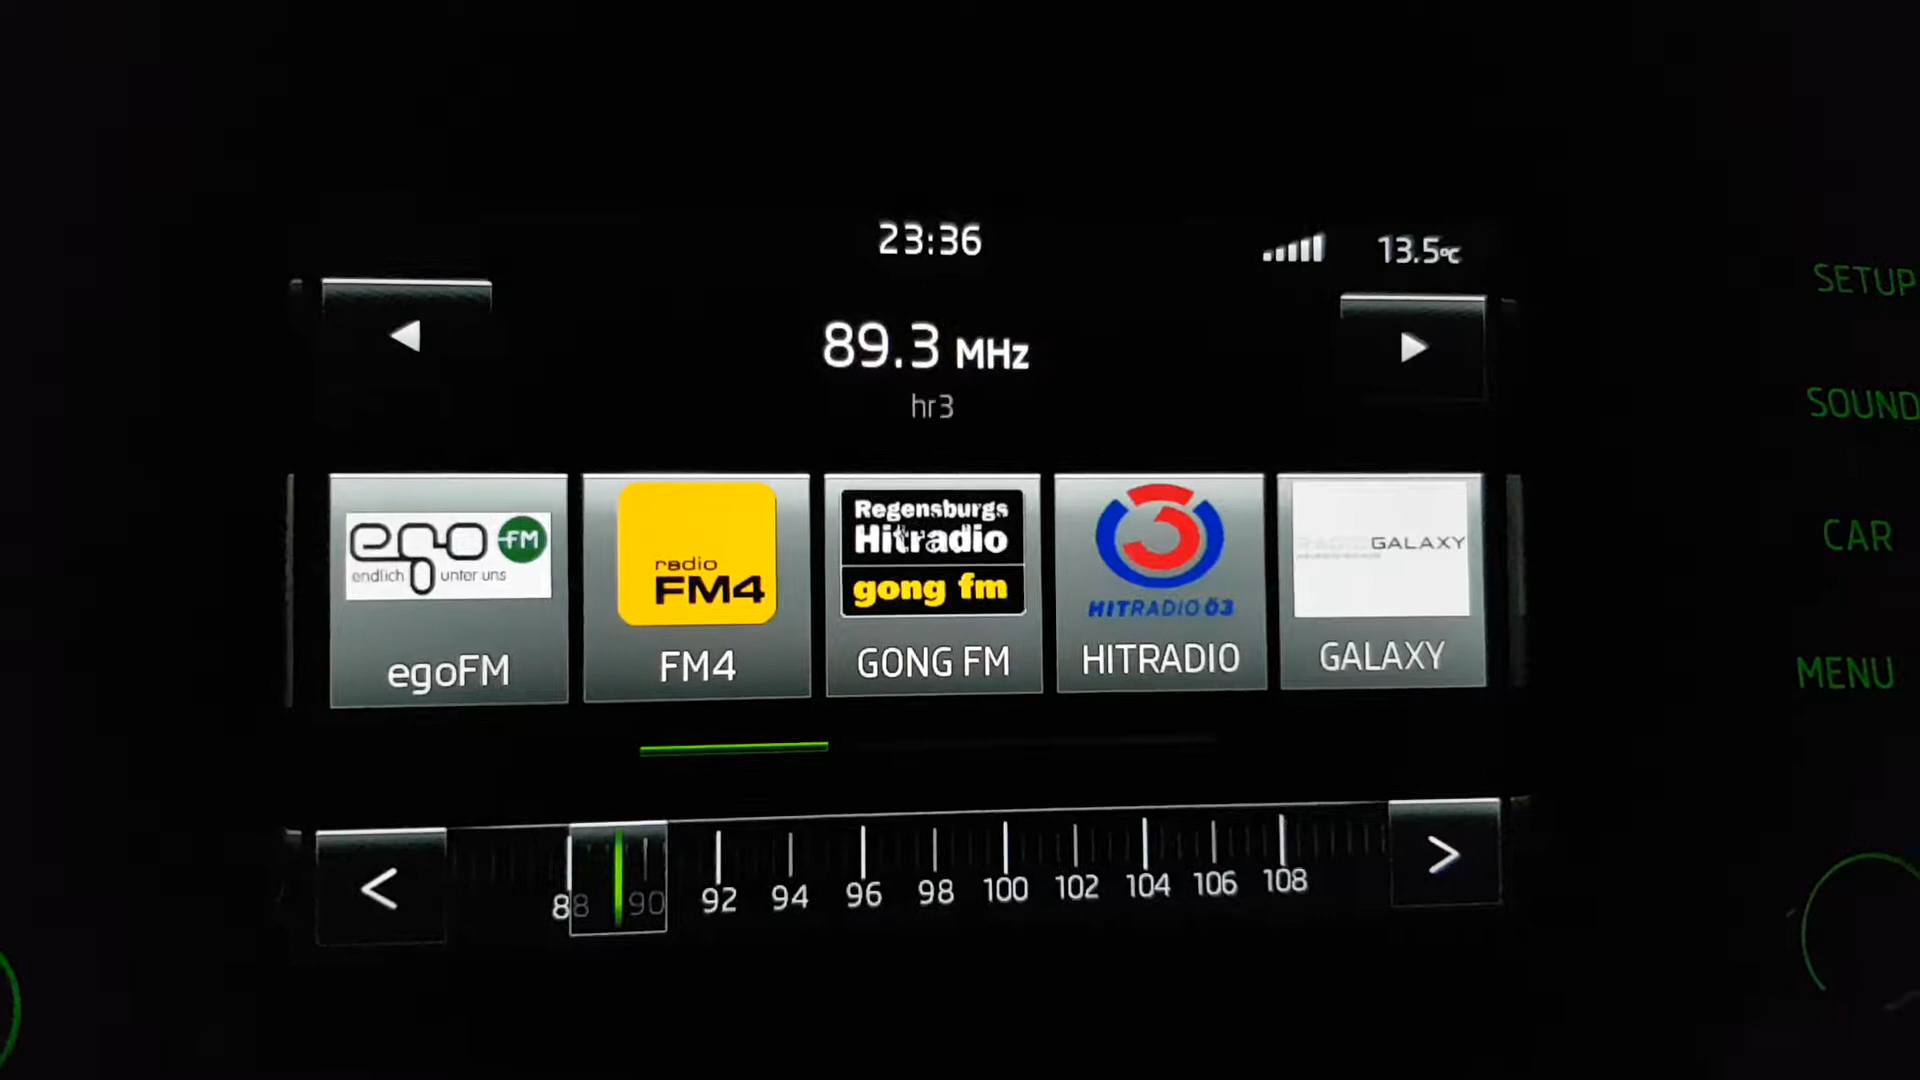 23:36
13.5°C
SETUP
89.3 MHz
hr3
SOUND
ego FM
endlich unter uns
radio
FM4
Regensburgs
Hitradio
gong fm
3
HITRADIO Ö3
GALAXY
CAR
egoFM
FM4
GONG FM
HITRADIO
GALAXY
MENU
88 90 92 94 96 98 100 102 104 106 108